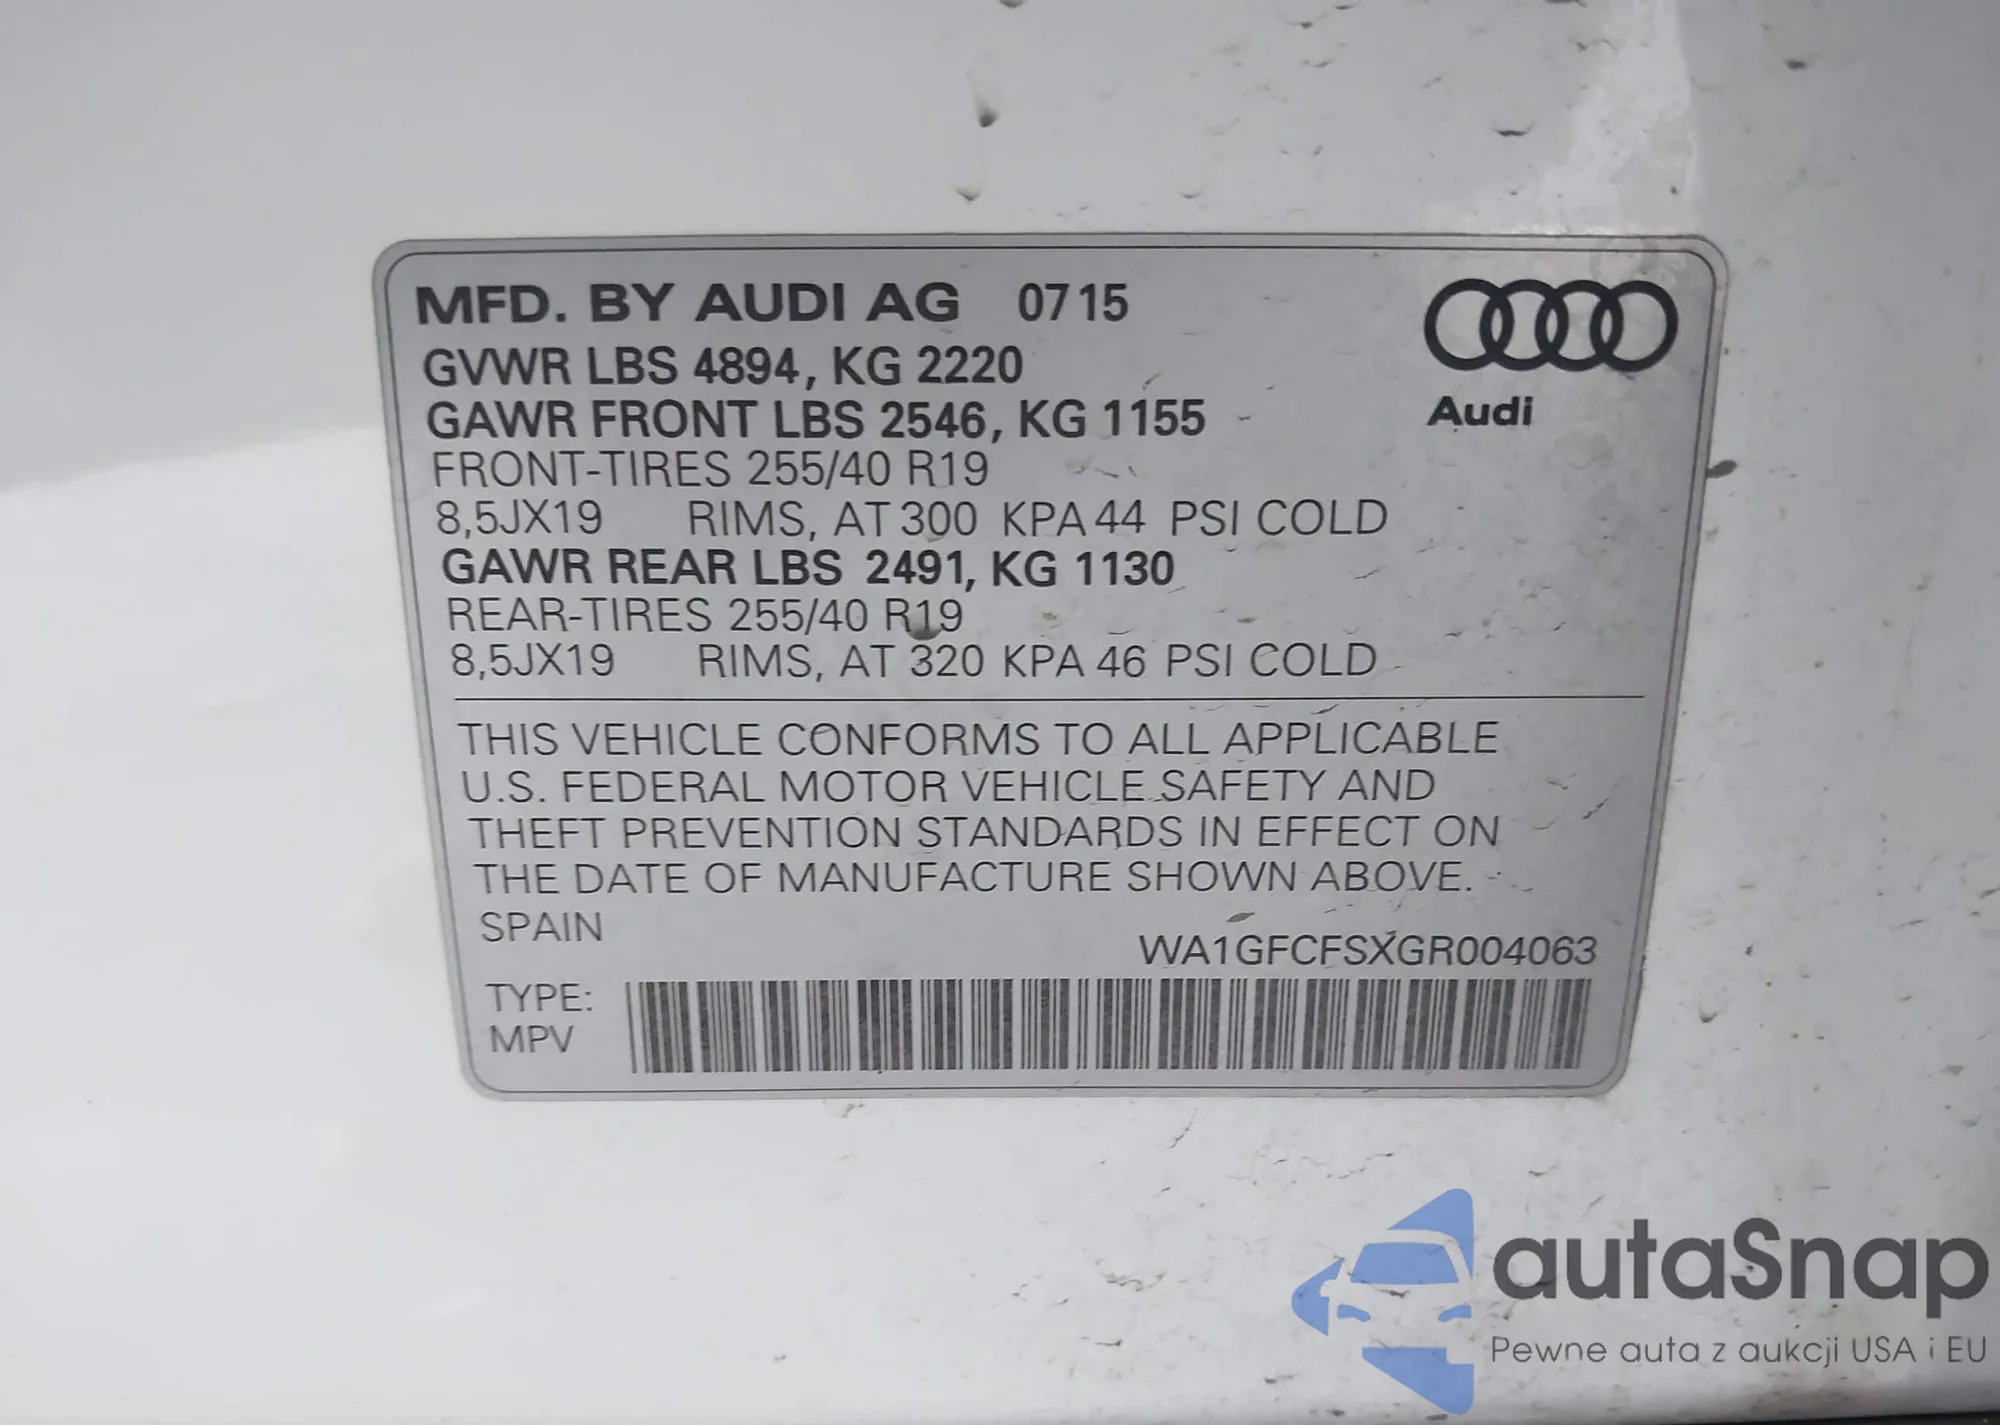 MFD. BY AUDI AG 07 15
GVWR LBS 4894, KG 2220
GAWR FRONT LBS 2546, KG 1155
FRONT-TIRES 255/40 R19
8,5JX19 RIMS, AT 300 KPA 44 PSI COLD
GAWR REAR LBS 2491, KG 1130
REAR-TIRES 255/40 R19
8,5JX19 RIMS, AT 320 KPA 46 PSI COLD
Audi
THIS VEHICLE CONFORMS TO ALL APPLICABLE
U.S. FEDERAL MOTOR VEHICLE SAFETY AND
THEFT PREVENTION STANDARDS IN EFFECT ON
THE DATE OF MANUFACTURE SHOWN ABOVE.
SPAIN
WA1GFCFSXGR004063
TYPE:
MPV
autaSnap
Pewne auta z aukcji USA i EU